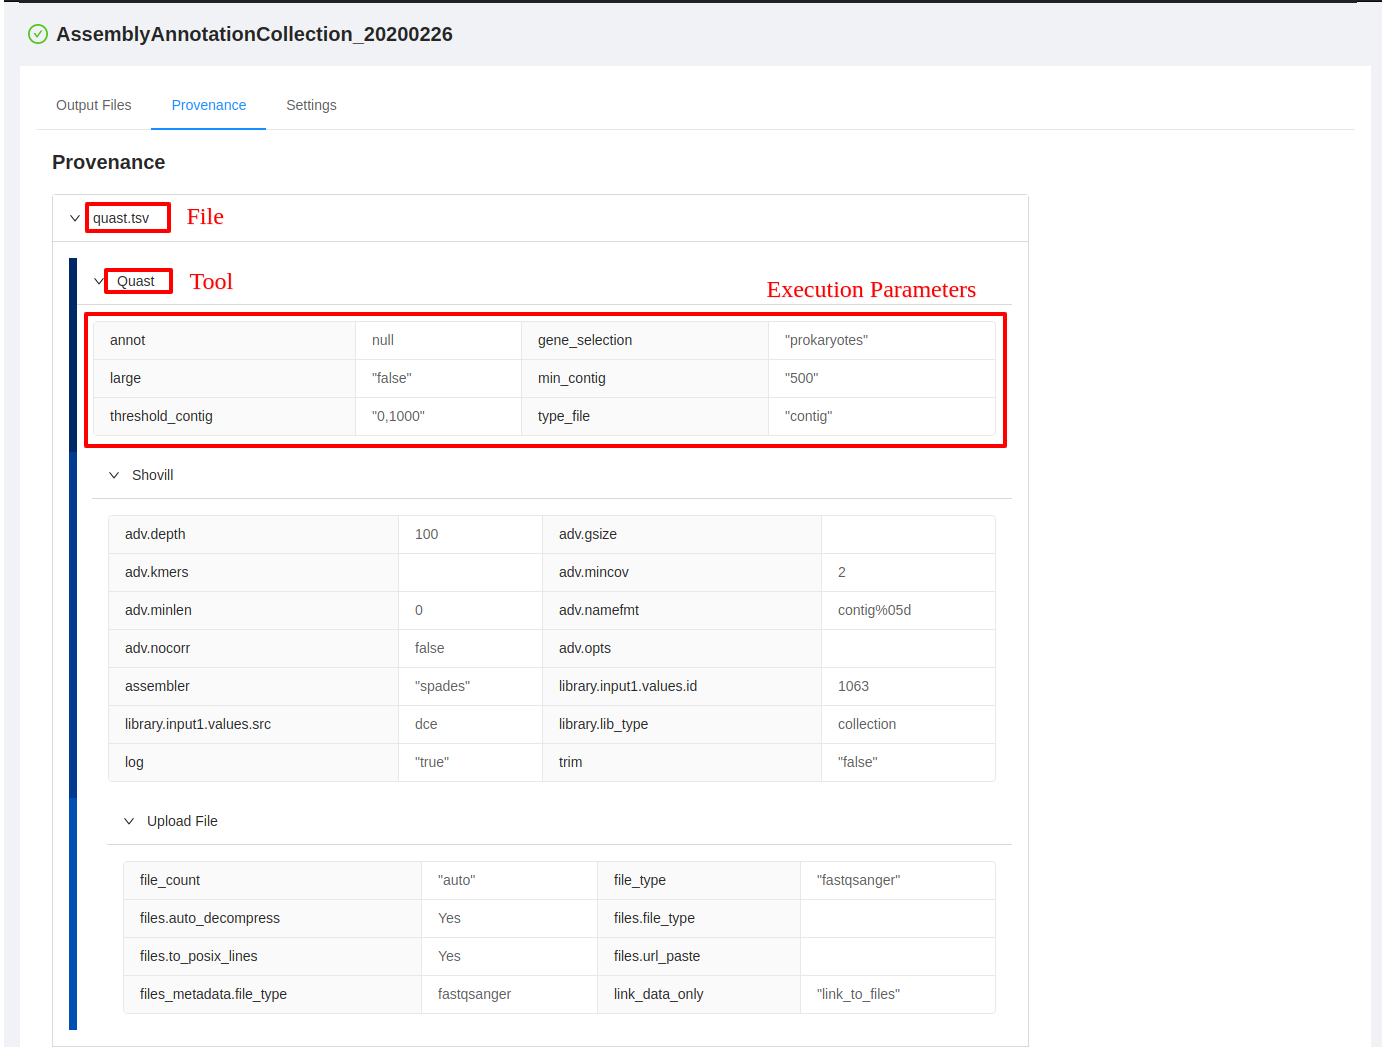 AssemblyAnnotationCollection_20200226
Output Files Provenance Settings
Provenance
quast.tsv File
Quast Tool
Execution Parameters
annot null gene_selection "prokaryotes"
large "false" min_contig "500"
threshold_contig "0,1000" type_file "contig"
Shovill
adv.depth 100 adv.gsize
adv.kmers adv.mincov 2
adv.minlen 0 adv.namefmt contig%05d
adv.nocorr false adv.opts
assembler "spades" library.input1.values.id 1063
library.input1.values.src dce library.lib_type collection
log "true" trim "false"
Upload File
file_count "auto" file_type "fastqsanger"
files.auto_decompress Yes files.file_type
files.to_posix_lines Yes files.url_paste
files_metadata.file_type fastqsanger link_data_only "link_to_files"